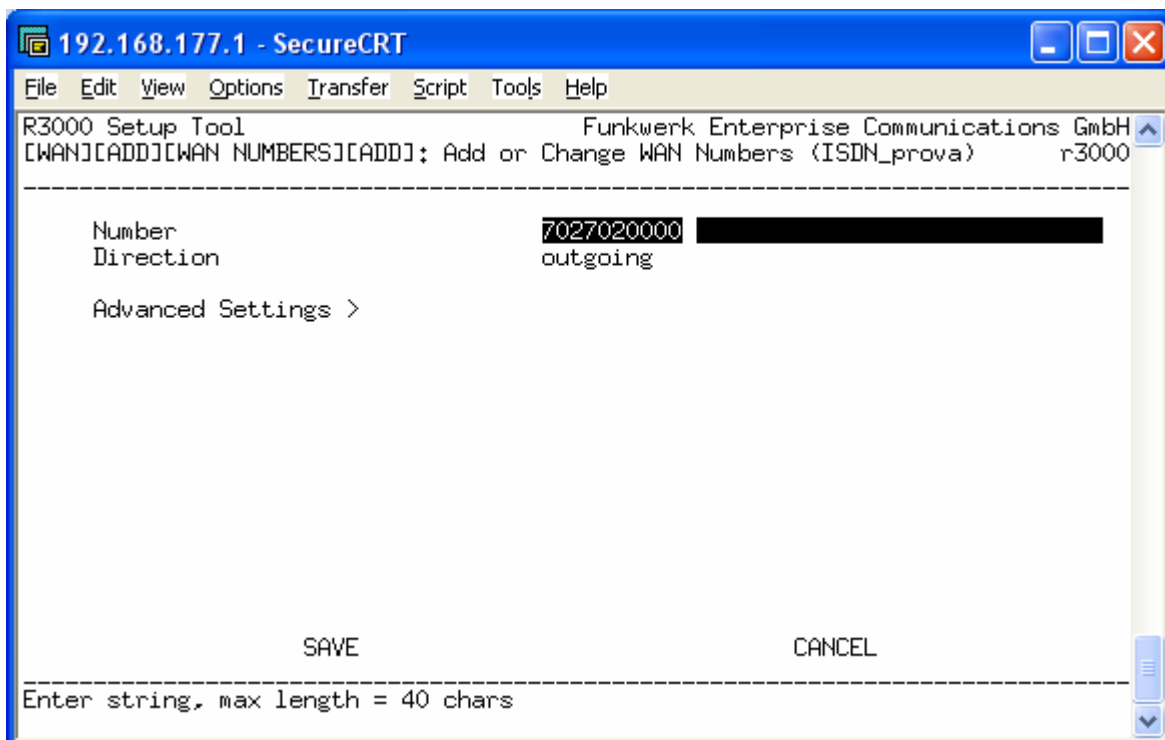 192.168.177.1 - SecureCRT
File Edit View Options Transfer Script Tools Help
R3000 Setup Tool Funkwerk Enterprise Communications GmbH
[WAN][ADD][WAN NUMBERS][ADD]: Add or Change WAN Numbers (ISDN_prova) r3000
Number 7027020000
Direction outgoing
Advanced Settings >
SAVE CANCEL
Enter string, max length = 40 chars